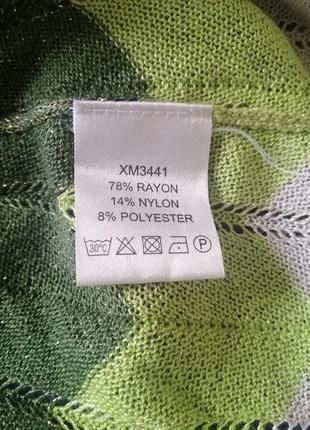 XM3441
78% RAYON
14% NYLON
8% POLYESTER
30°C P